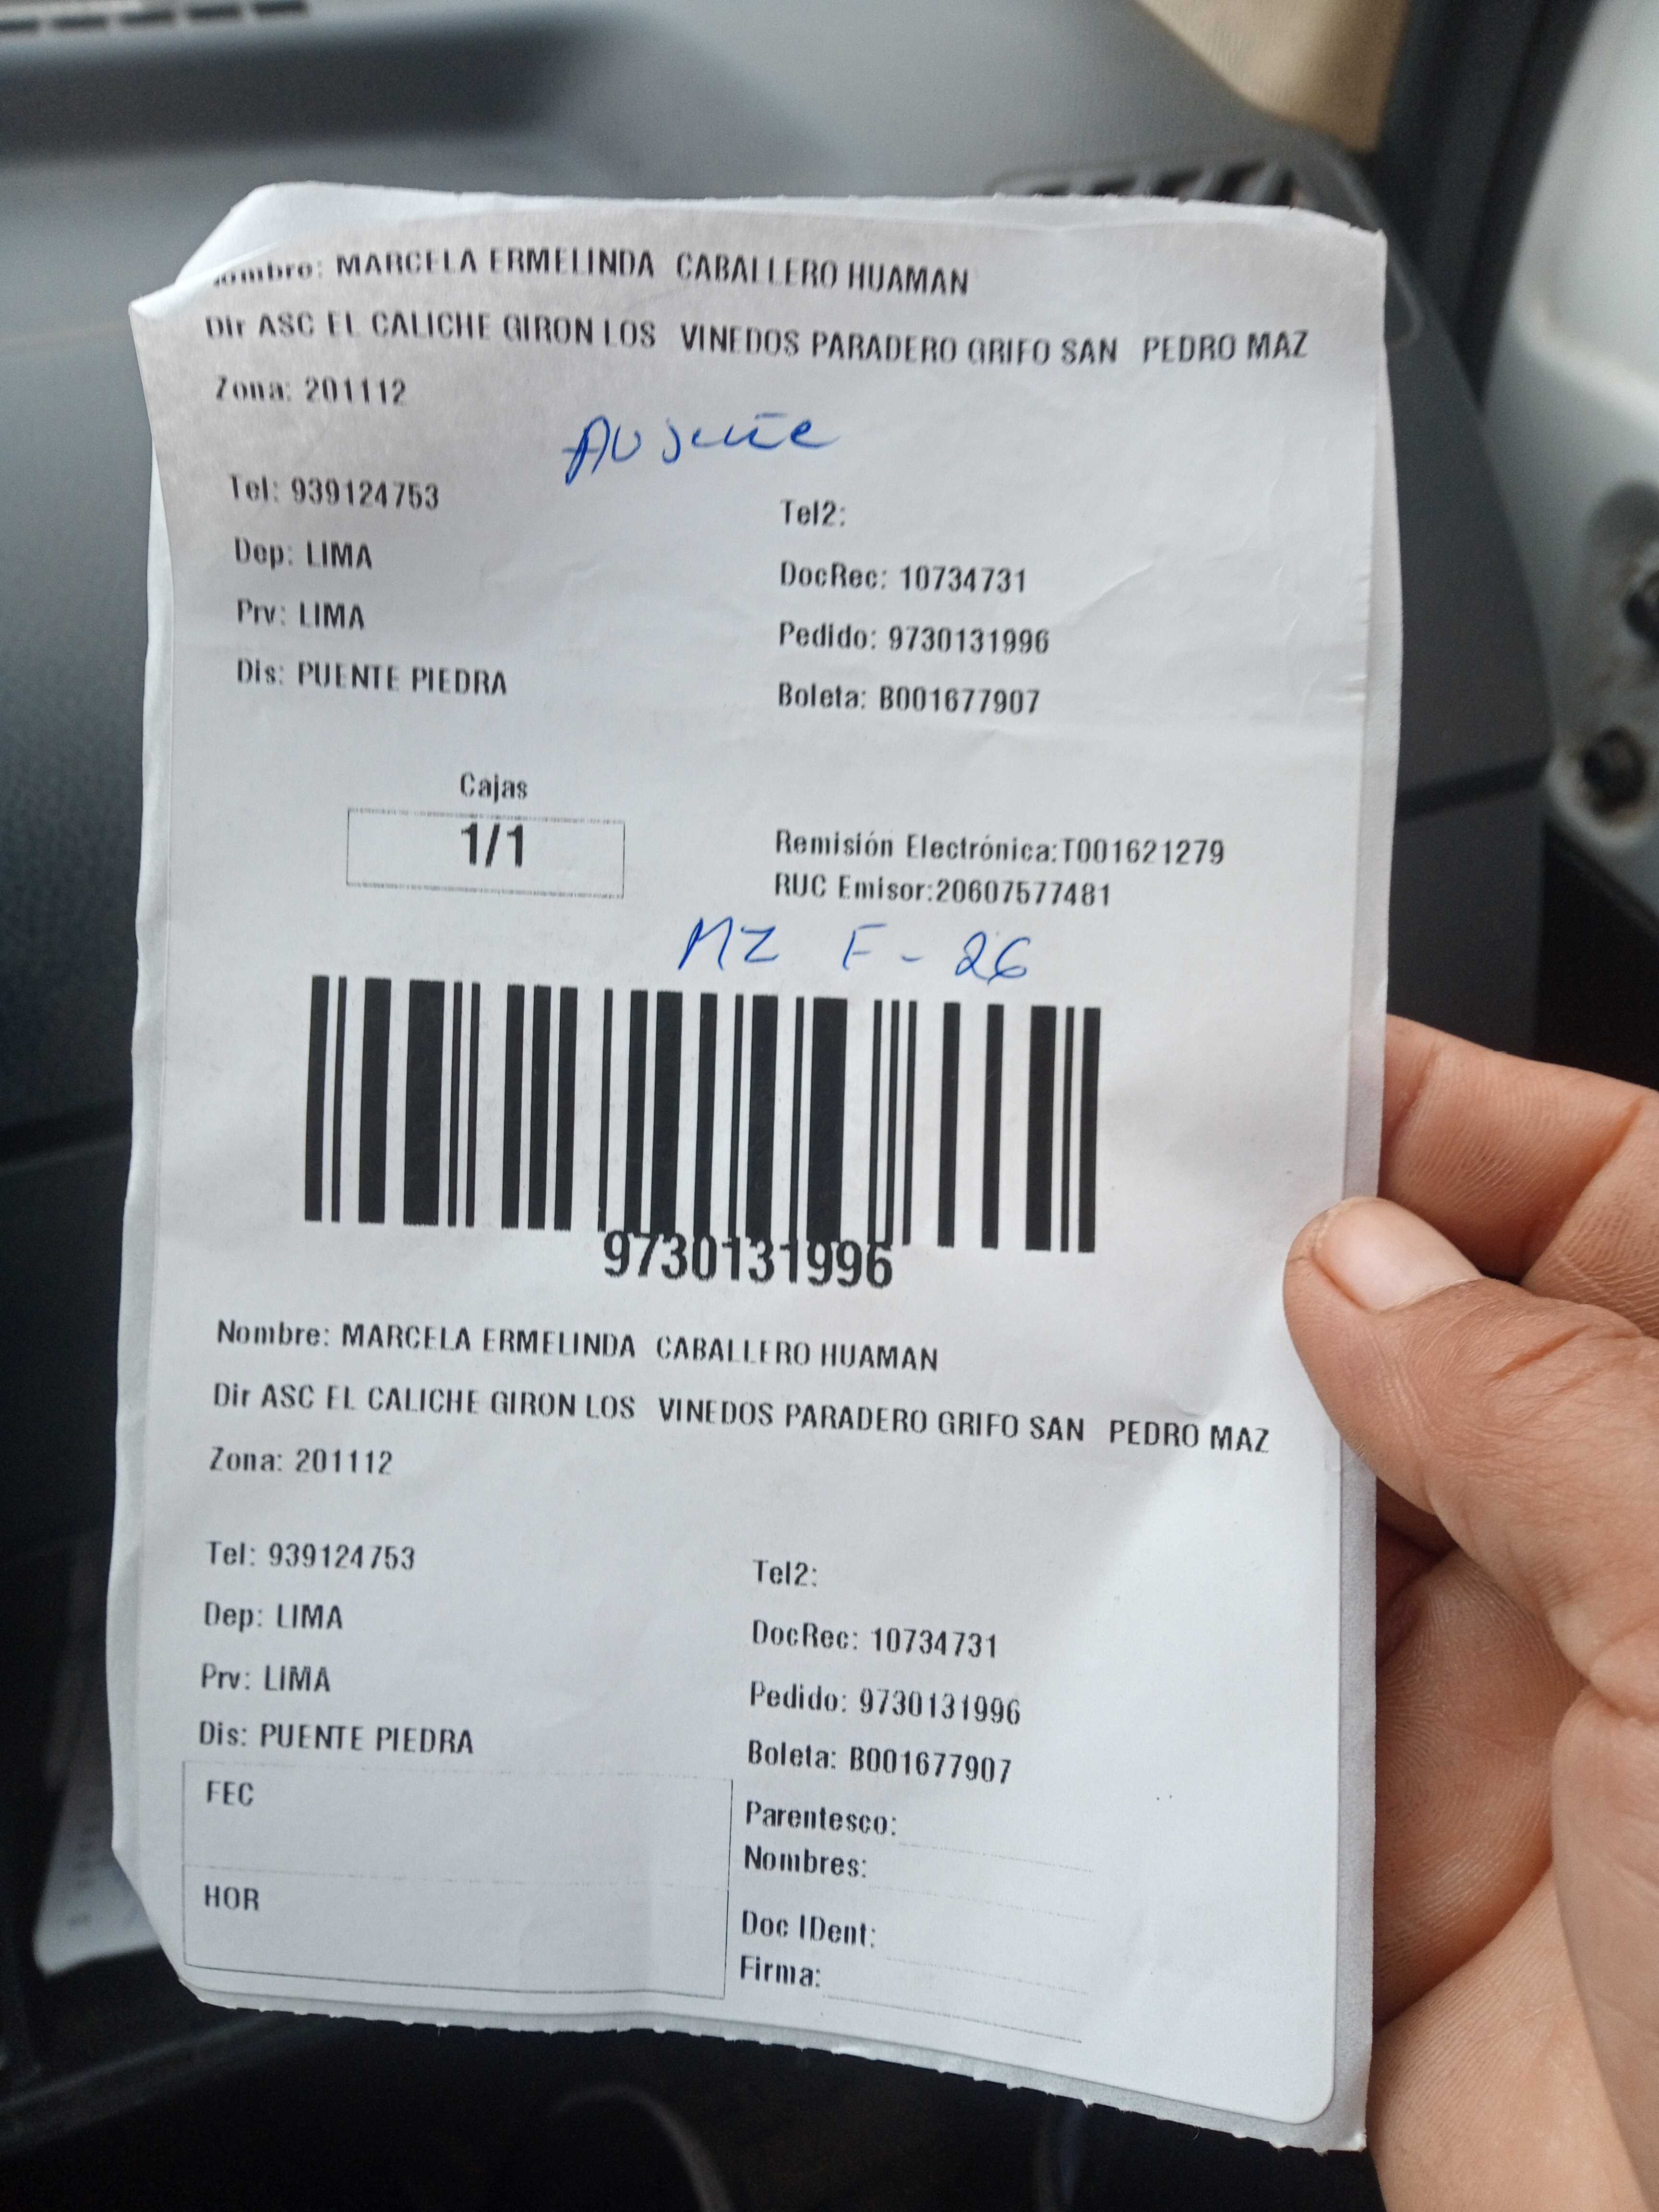 Nombre: MARCELA ERMELINDA CABALLERO HUAMAN
Dir ASC EL CALICHE GIRON LOS VINEDOS PARADERO GRIFO SAN PEDRO MAZ
Zona: 201112
Ausente
Tel: 939124753
Tel2:
Dep: LIMA
DocRec: 10734731
Prv: LIMA
Pedido: 9730131996
Dis: PUENTE PIEDRA
Boleta: B001677907
Cajas
1/1
Remisión Electrónica:T001621279
RUC Emisor:20607577481
MZ F - 26
9730131996
Nombre: MARCELA ERMELINDA CABALLERO HUAMAN
Dir ASC EL CALICHE GIRON LOS VINEDOS PARADERO GRIFO SAN PEDRO MAZ
Zona: 201112
Tel: 939124753
Tel2:
Dep: LIMA
DocRec: 10734731
Prv: LIMA
Pedido: 9730131996
Dis: PUENTE PIEDRA
Boleta: B001677907
FEC
Parentesco:
Nombres:
HOR
Doc IDent:
Firma: